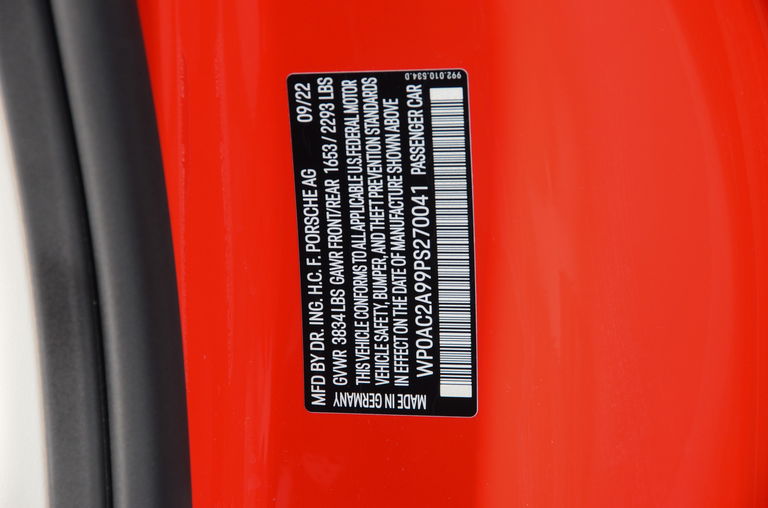 MFD BY DR. ING. H.C. F. PORSCHE AG 09/22
GVWR 3834 LBS GAWR FRONT/REAR 1653 / 2293 LBS
THIS VEHICLE CONFORMS TO ALL APPLICABLE U.S.FEDERAL MOTOR
VEHICLE SAFETY, BUMPER, AND THEFT PREVENTION STANDARDS
IN EFFECT ON THE DATE OF MANUFACTURE SHOWN ABOVE
WP0AC2A99PS270041 PASSENGER CAR
MADE IN GERMANY
992.010.534.D